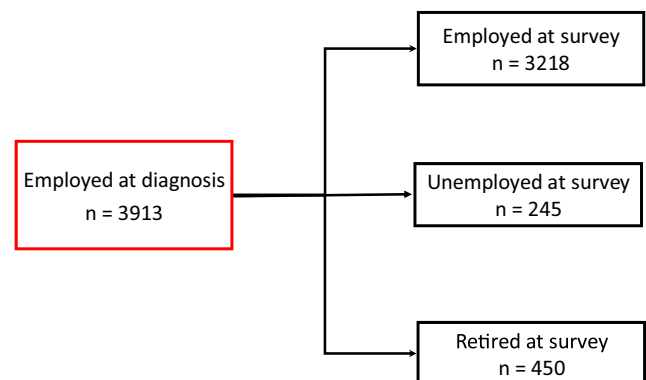 Employed at survey
n = 3218
Employed at diagnosis
n = 3913
Unemployed at survey
n = 245
Retired at survey
n = 450